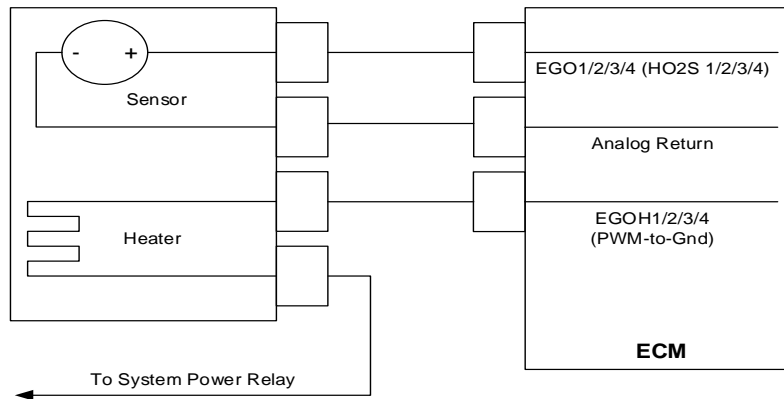 - +
Sensor
Heater
To System Power Relay
EGO1/2/3/4 (HO2S 1/2/3/4)
Analog Return
EGOH1/2/3/4
(PWM-to-Gnd)
ECM